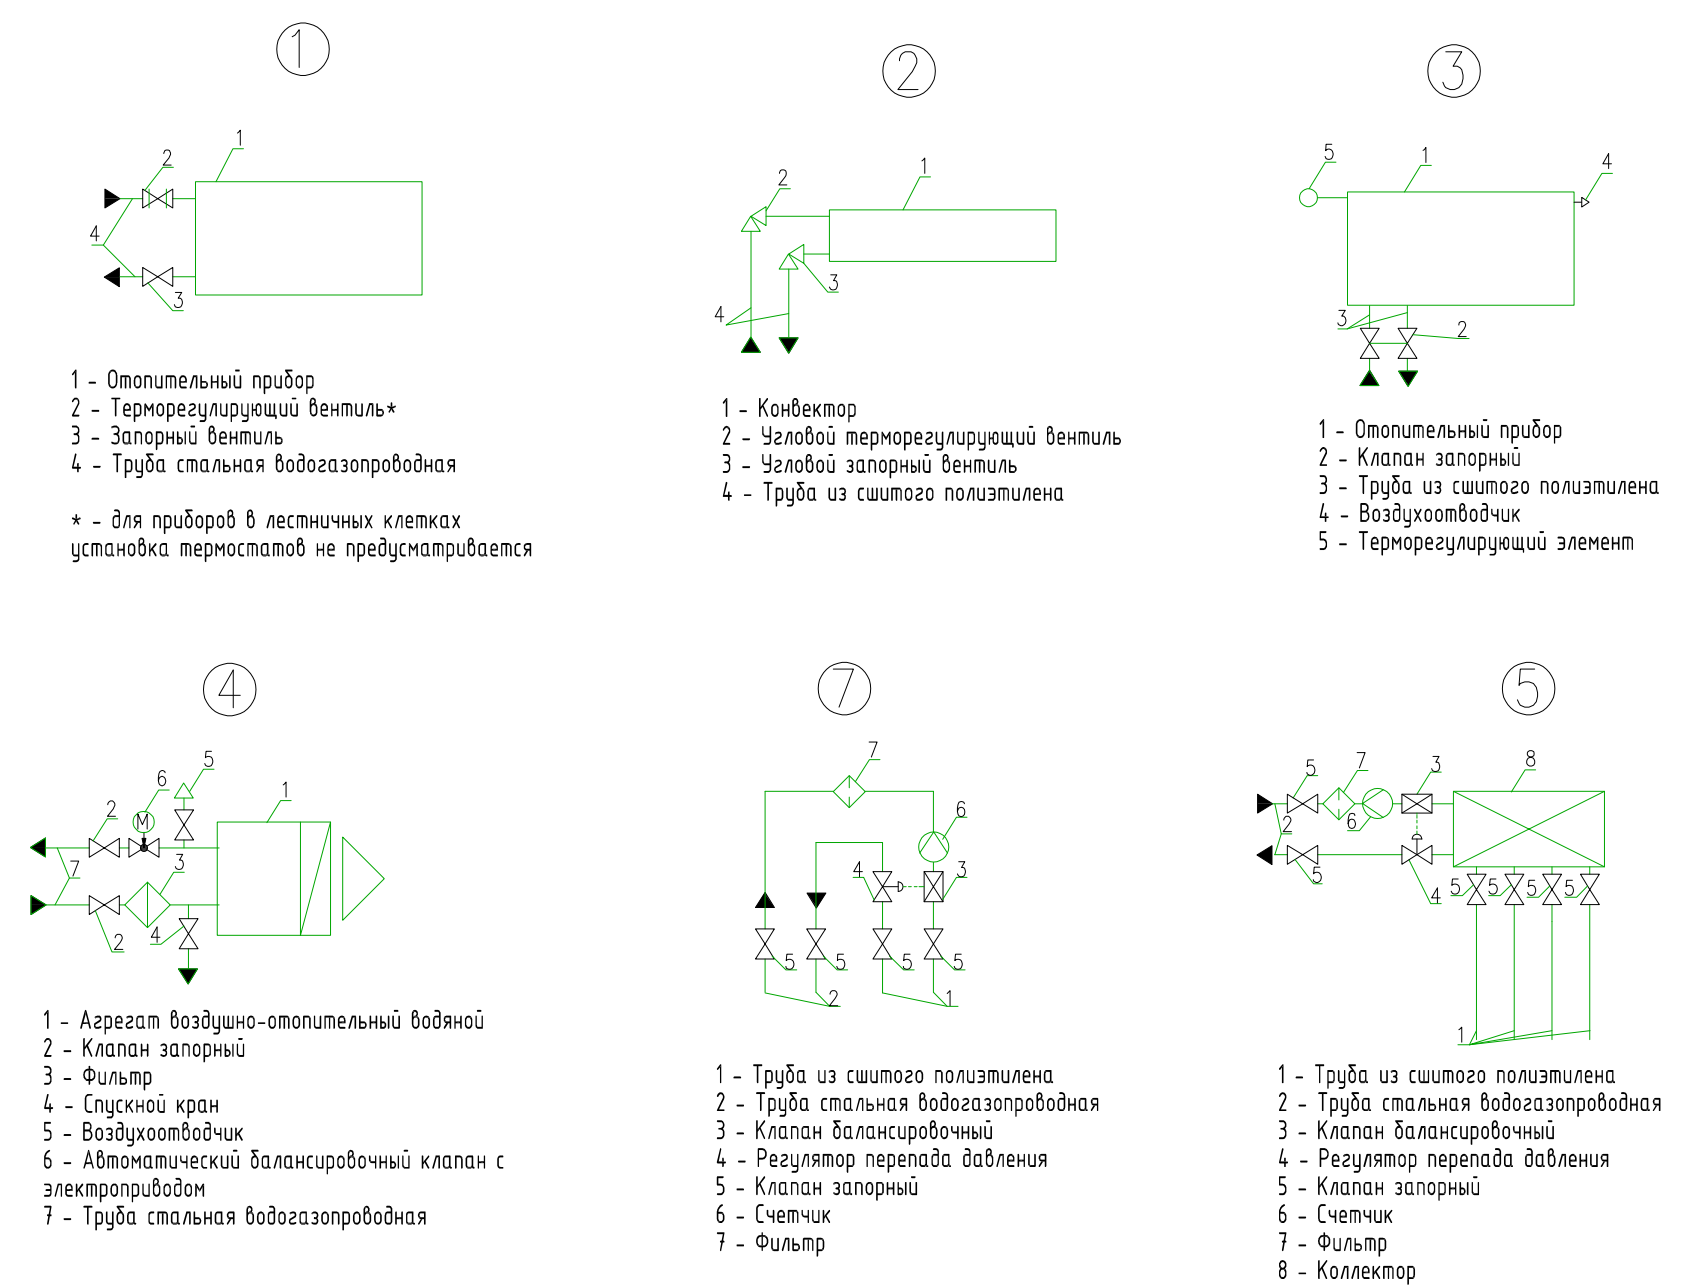 1
1
2
4
3
1 - Отопительный прибор
2 - Терморегулирующий вентиль*
3 - Запорный вентиль
4 - Труба стальная водогазопроводная
* - для приборов в лестничных клетках
установка термостатов не предусматривается
2
1
2
3
4
1 - Конвектор
2 - Угловой терморегулирующий вентиль
3 - Угловой запорный вентиль
4 - Труба из сшитого полиэтилена
3
5
1
4
3
2
1 - Отопительный прибор
2 - Клапан запорный
3 - Труба из сшитого полиэтилена
4 - Воздухоотводчик
5 - Терморегулирующий элемент
4
5
6
1
2
М
3
7
4
2
1 - Агрегат воздушно-отопительный водяной
2 - Клапан запорный
3 - Фильтр
4 - Спускной кран
5 - Воздухоотводчик
6 - Автоматический балансировочный клапан с
электроприводом
7 - Труба стальная водогазопроводная
7
7
6
4
3
5
5
5
5
2
1
1 - Труба из сшитого полиэтилена
2 - Труба стальная водогазопроводная
3 - Клапан балансировочный
4 - Регулятор перепада давления
5 - Клапан запорный
6 - Счетчик
7 - Фильтр
5
5
7
3
8
2
6
5
4
5
5
5
5
1
1 - Труба из сшитого полиэтилена
2 - Труба стальная водогазопроводная
3 - Клапан балансировочный
4 - Регулятор перепада давления
5 - Клапан запорный
6 - Счетчик
7 - Фильтр
8 - Коллектор